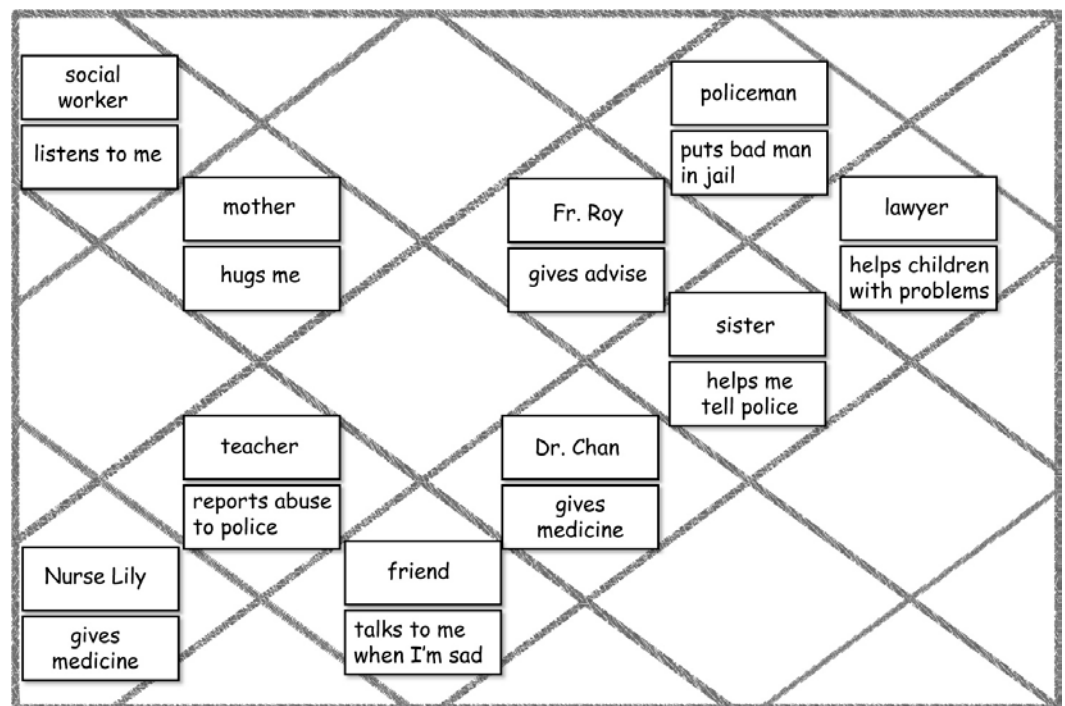 social
worker
listens to me
policeman
puts bad man
in jail
mother
hugs me
Fr. Roy
gives advise
lawyer
helps children
with problems
sister
helps me
tell police
teacher
reports abuse
to police
Dr. Chan
gives
medicine
Nurse Lily
gives
medicine
friend
talks to me
when I'm sad